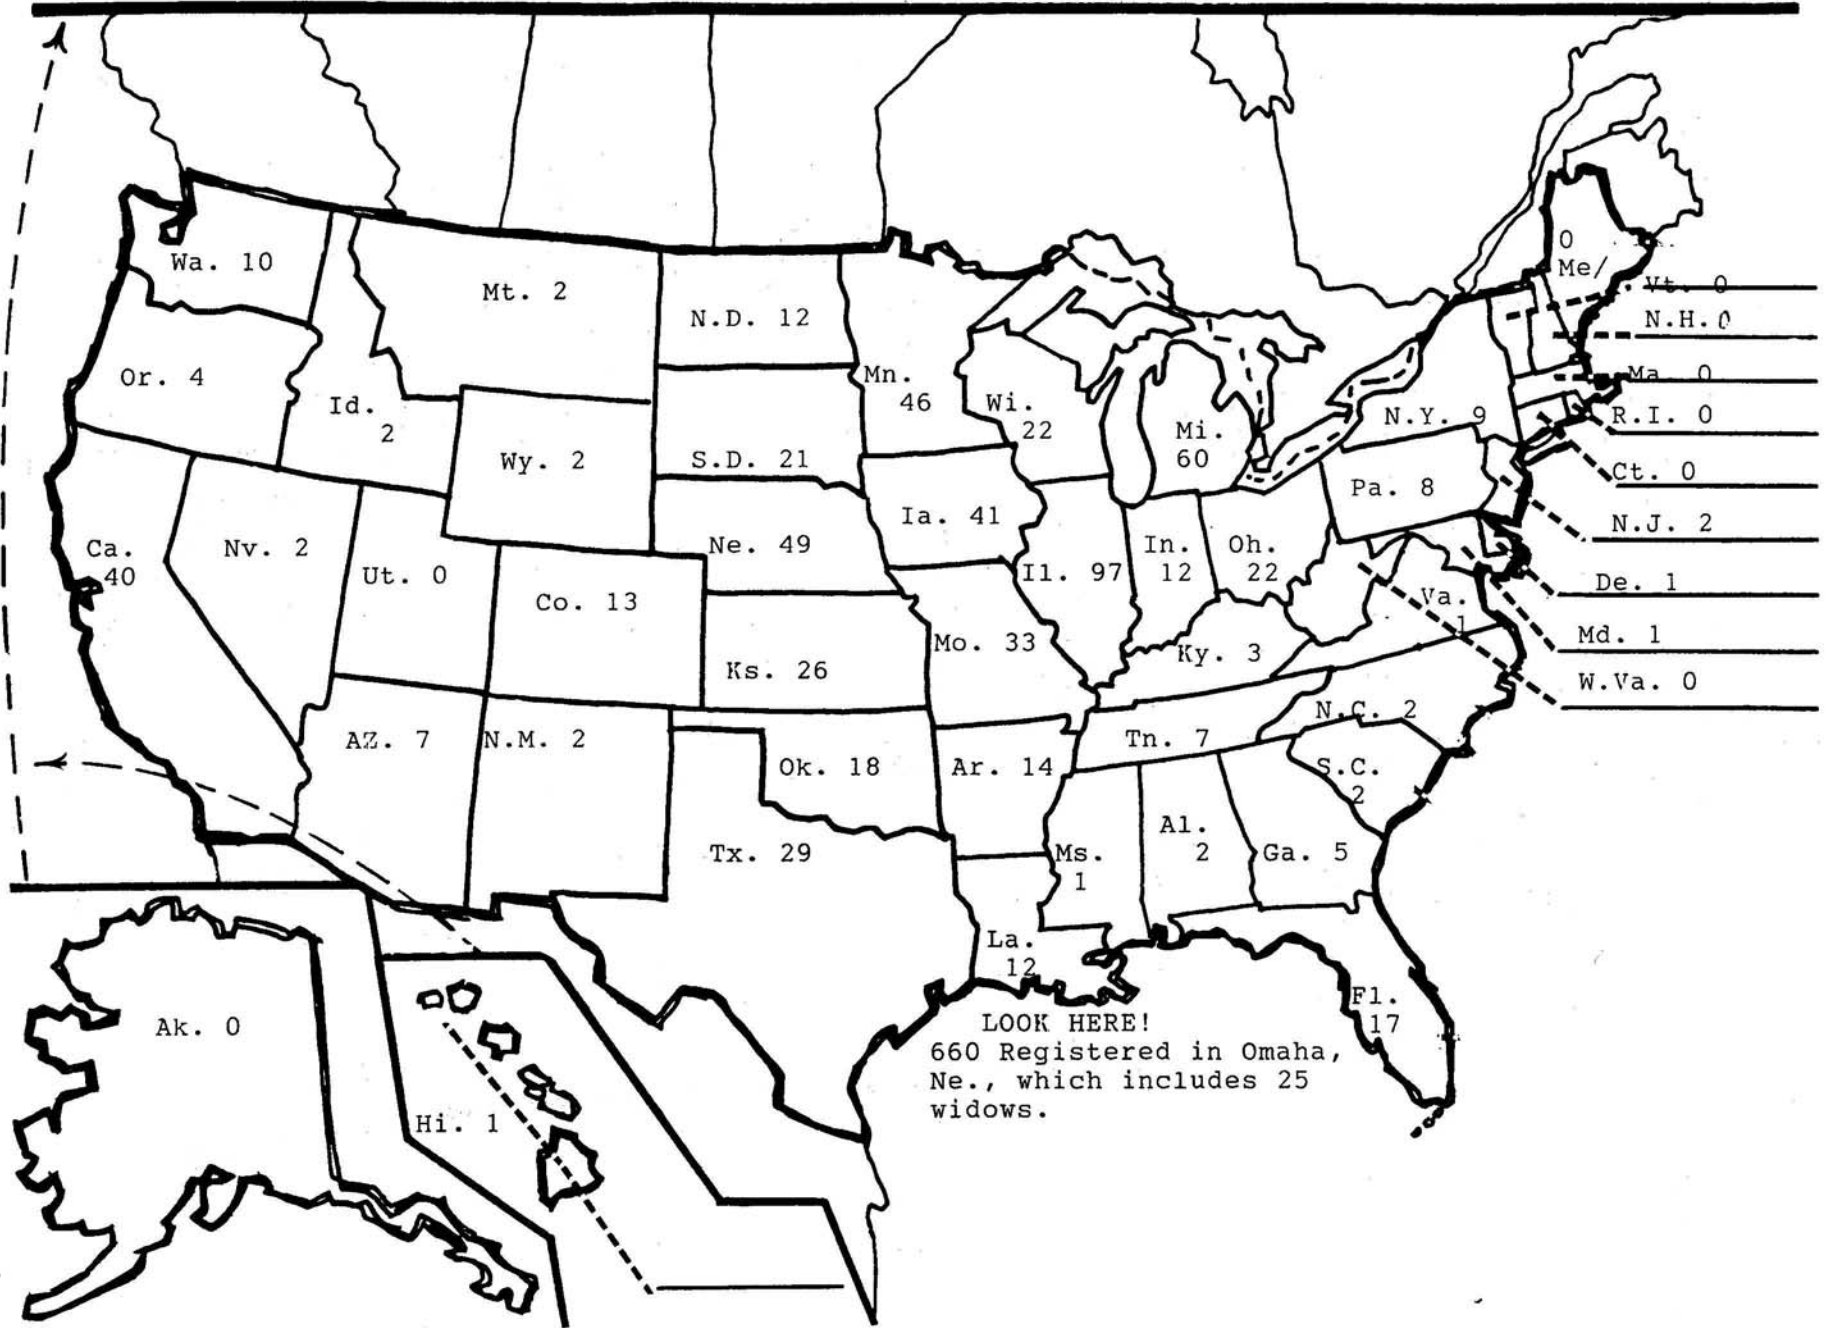 O
Me/
Wa. 10
Vt. 0
Mt. 2
N.D. 12
N.H. 0
Or. 4
Mn.
46
Ma. 0
Id.
2
Wi.
22
N.Y. 9
R.I. 0
Mi.
60
Wy. 2
S.D. 21
Ct. 0
Pa. 8
Ia. 41
N.J. 2
Ca.
40
Nv. 2
Ne. 49
In.
12
Oh.
22
Ut. 0
Il. 97
De. 1
Co. 13
Va.
1
Mo. 33
Md. 1
Ky. 3
Ks. 26
W.Va. 0
N.C. 2
AZ. 7
N.M. 2
Tn. 7
Ok. 18
Ar. 14
S.C.
2
Al.
2
Tx. 29
Ms.
1
Ga. 5
La.
12
Fl.
17
Ak. 0
Hi. 1
LOOK HERE!
660 Registered in Omaha,
Ne., which includes 25
widows.